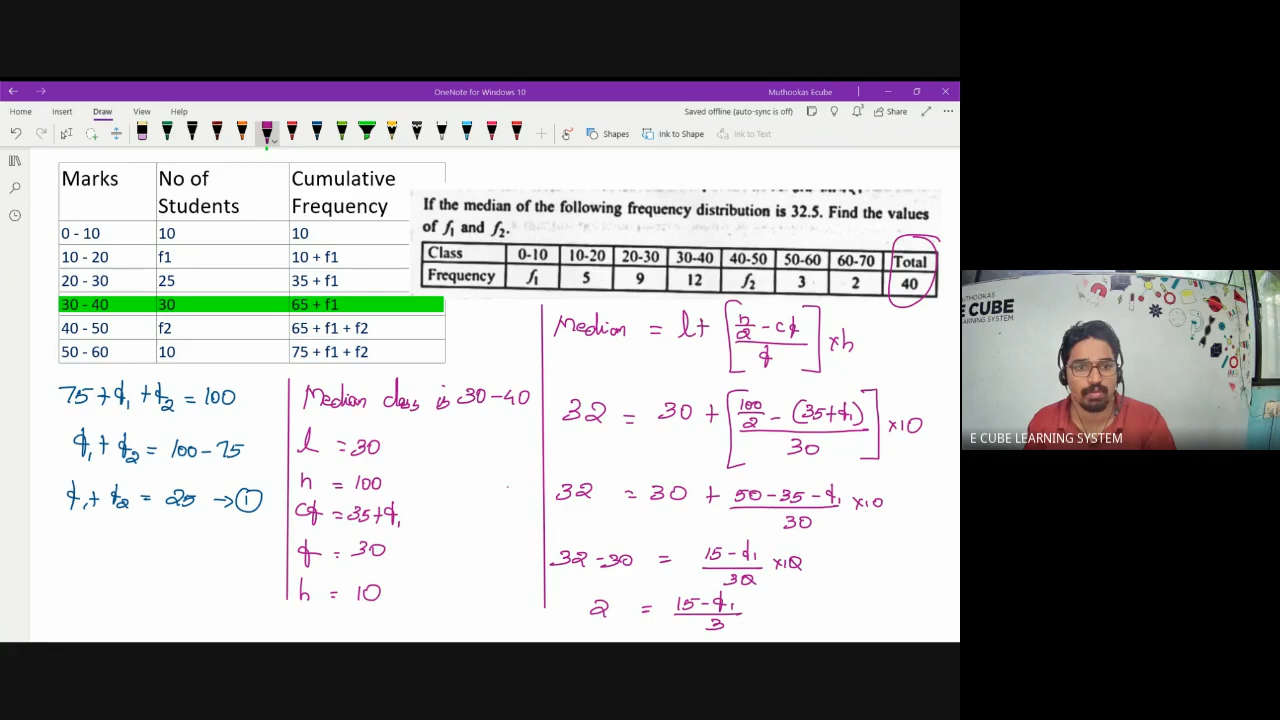 OneNote for Windows 10
Muthookas Ecube
Home Insert Draw View Help
Saved offline (auto-sync is off)
Share
Shapes
Ink to Shape
Ink to Text
Marks | No of Students | Cumulative Frequency
0 - 10 | 10 | 10
10 - 20 | f1 | 10 + f1
20 - 30 | 25 | 35 + f1
30 - 40 | 30 | 65 + f1
40 - 50 | f2 | 65 + f1 + f2
50 - 60 | 10 | 75 + f1 + f2
If the median of the following frequency distribution is 32.5. Find the values
of f₁ and f₂.
Class | 0-10 | 10-20 | 20-30 | 30-40 | 40-50 | 50-60 | 60-70 | Total
Frequency | f₁ | 5 | 9 | 12 | f₂ | 3 | 2 | 40
75 + f₁ + f₂ = 100
f₁ + f₂ = 100 - 75
f₁ + f₂ = 25 → ①
Median class is 30 - 40
l = 30
n = 100
cf = 35 + f₁
f = 30
h = 10
Median = l + [(n/2 - cf)/f] × h
32 = 30 + [(100/2 - (35 + f₁))/30] × 10
32 = 30 + (50 - 35 - f₁)/30 × 10
32 - 30 = (15 - f₁)/30 × 10
2 = (15 - f₁)/3
MUTHOOKAS
E CUBE
LEARNING SYSTEM
E CUBE LEARNING SYSTEM